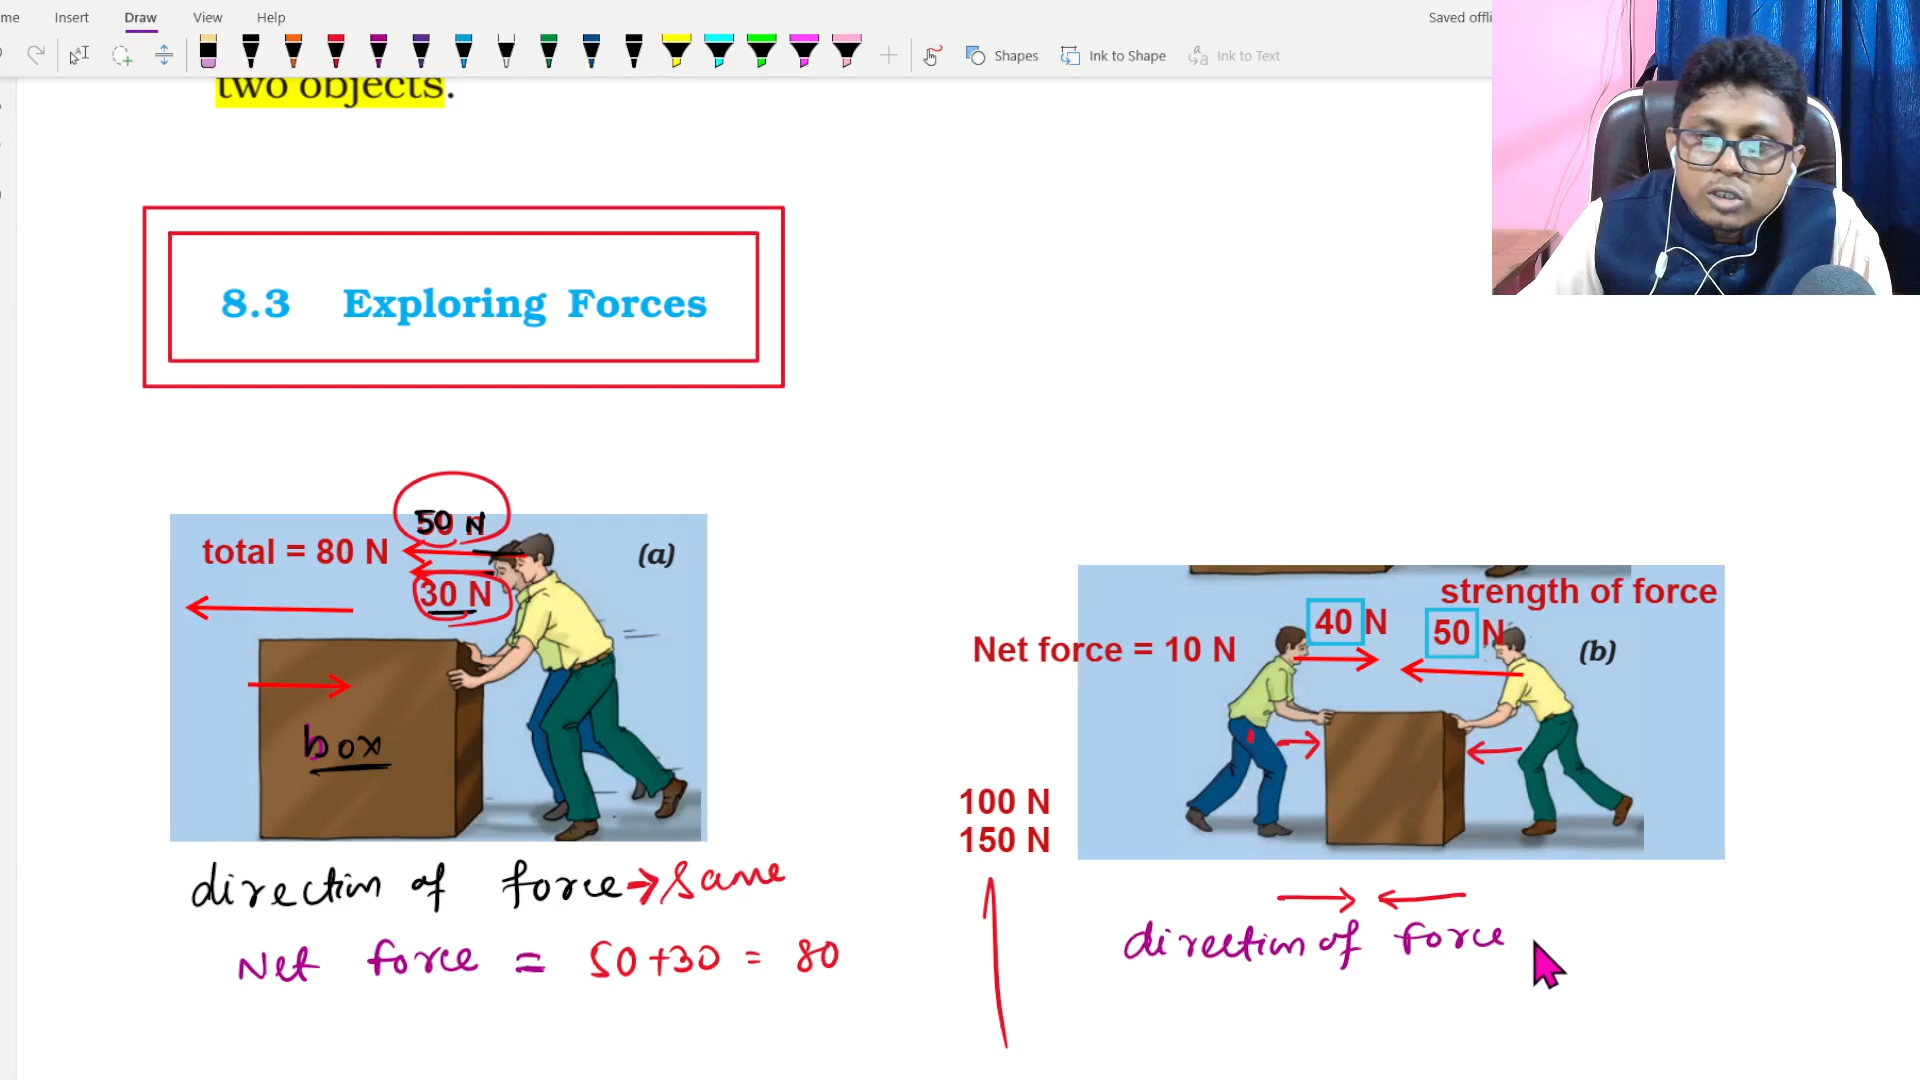 me Insert Draw View Help
Saved offli
Shapes Ink to Shape Ink to Text
two objects.
8.3 Exploring Forces
50 N
total = 80 N
(a)
30 N
box
direction of force → same
Net force = 50 + 30 = 80
strength of force
40 N 50 N
Net force = 10 N
(b)
100 N
150 N
direction of force